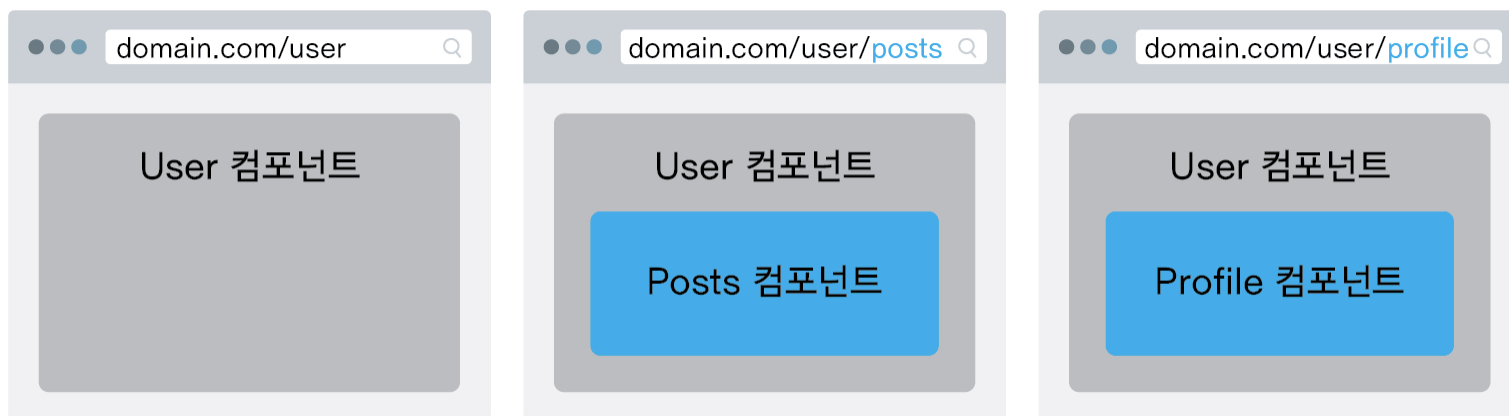 domain.com/user
User 컴포넌트
domain.com/user/posts
User 컴포넌트
Posts 컴포넌트
domain.com/user/profile
User 컴포넌트
Profile 컴포넌트